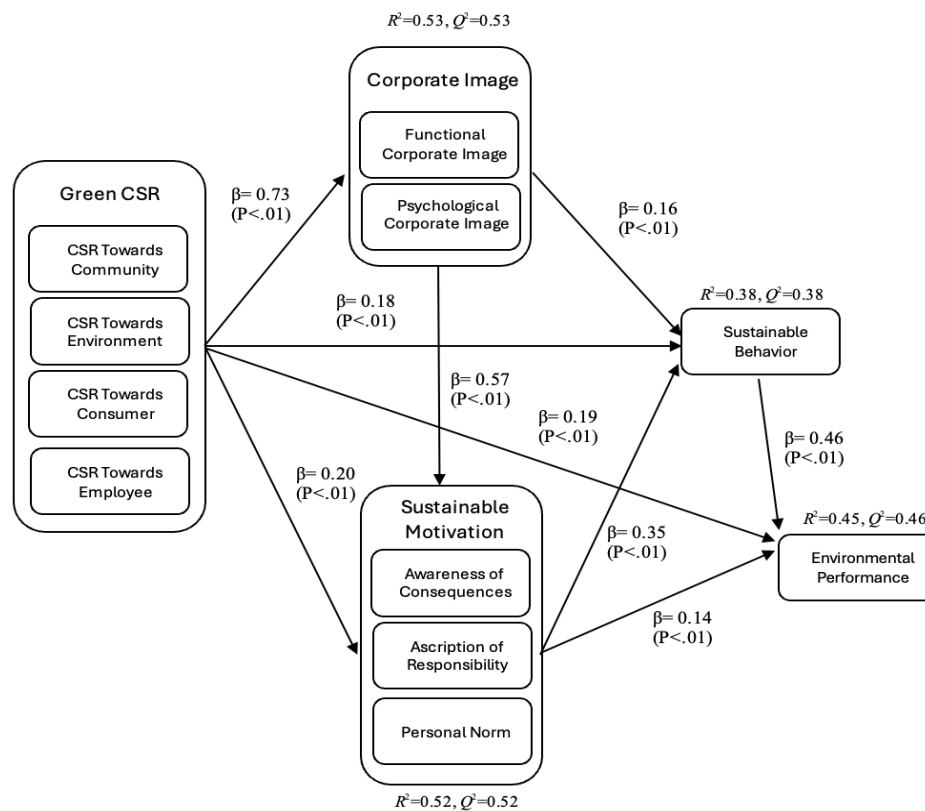 R²=0.53, Q²=0.53
Corporate Image
Functional
Corporate Image
Psychological
Corporate Image
Green CSR
CSR Towards
Community
CSR Towards
Environment
CSR Towards
Consumer
CSR Towards
Employee
β= 0.73
(P<.01)
β= 0.16
(P<.01)
β= 0.18
(P<.01)
R²=0.38, Q²=0.38
Sustainable
Behavior
β= 0.57
(P<.01)
β= 0.19
(P<.01)
β= 0.46
(P<.01)
β= 0.20
(P<.01)
Sustainable
Motivation
Awareness of
Consequences
Ascription of
Responsibility
Personal Norm
R²=0.52, Q²=0.52
β= 0.35
(P<.01)
β= 0.14
(P<.01)
R²=0.45, Q²=0.46
Environmental
Performance